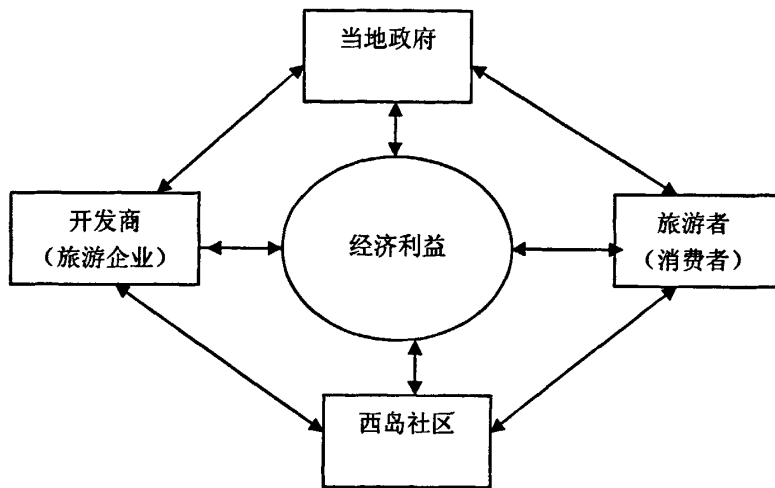 当地政府
开发商
（旅游企业）
经济利益
旅游者
（消费者）
西岛社区